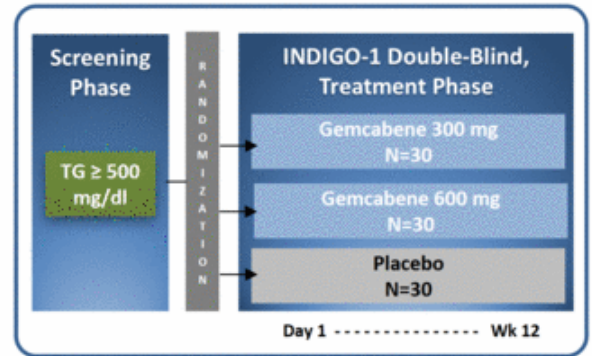 Screening
Phase
TG ≥ 500
mg/dl
RANDOMIZATION
INDIGO-1 Double-Blind,
Treatment Phase
Gemcabene 300 mg
N=30
Gemcabene 600 mg
N=30
Placebo
N=30
Day 1 - - - - - - - - - - - - - - - Wk 12